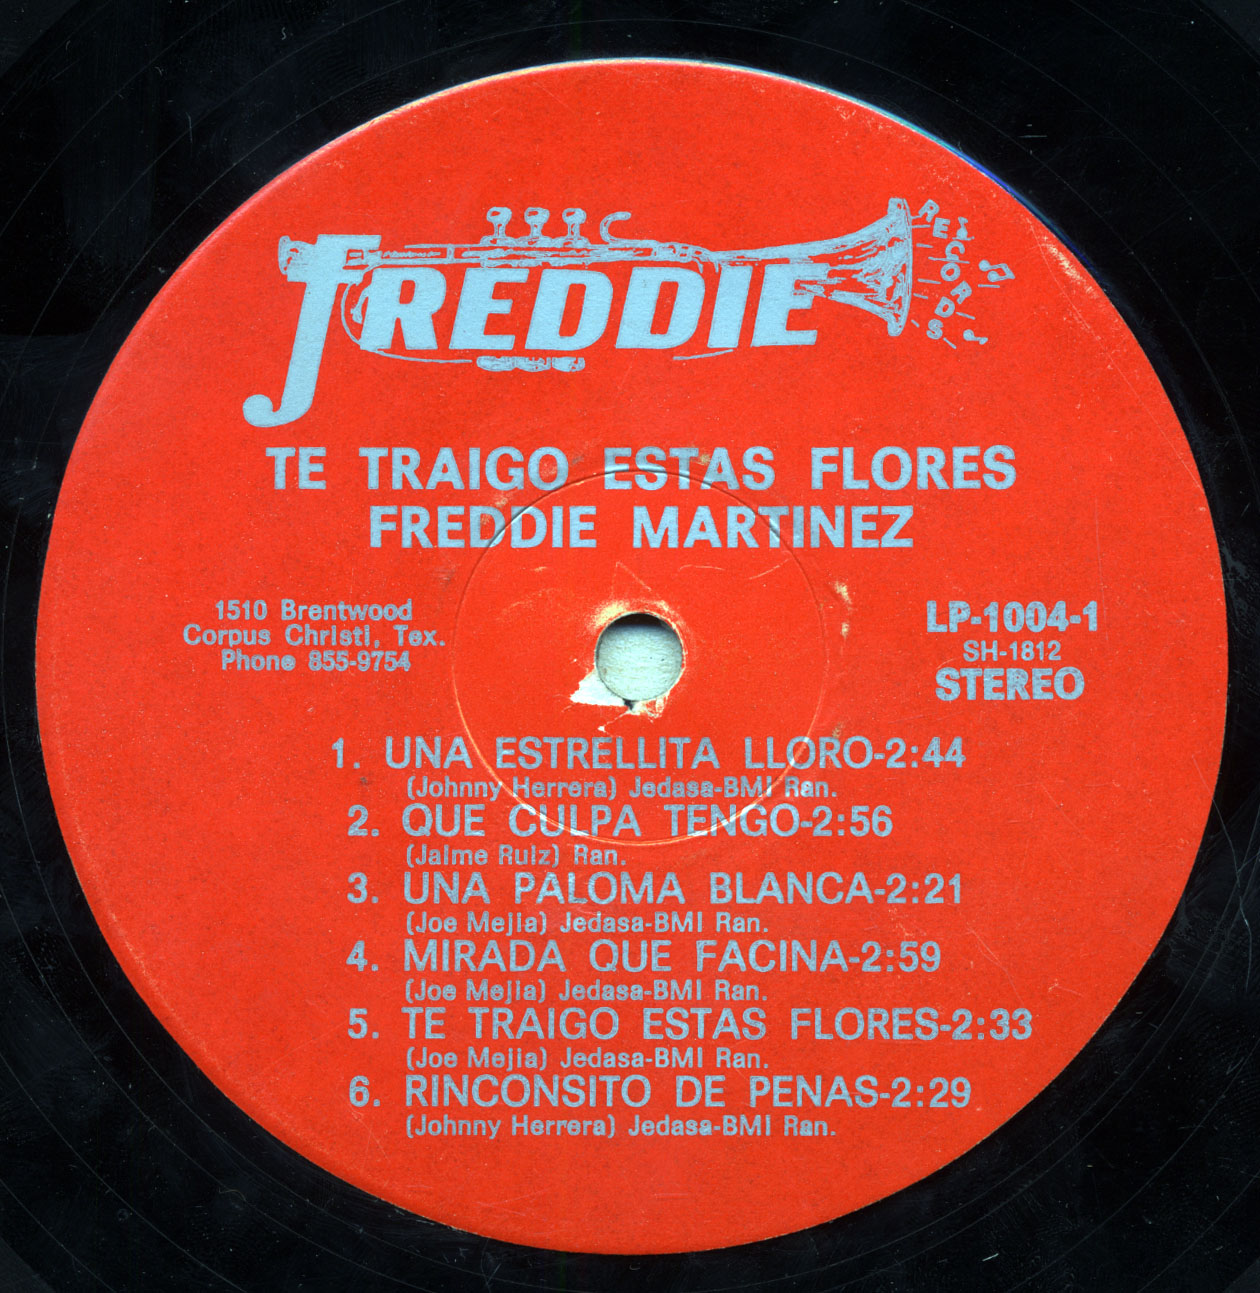 FREDDIE RECORDS
TE TRAIGO ESTAS FLORES
FREDDIE MARTINEZ
1510 Brentwood
Corpus Christi, Tex.
Phone 855-9754
LP-1004-1
SH-1812
STEREO
1. UNA ESTRELLITA LLORO-2:44
(Johnny Herrera) Jedasa-BMI Ran.
2. QUE CULPA TENGO-2:56
(Jaime Ruiz) Ran.
3. UNA PALOMA BLANCA-2:21
(Joe Mejia) Jedasa-BMI Ran.
4. MIRADA QUE FACINA-2:59
(Joe Mejia) Jedasa-BMI Ran.
5. TE TRAIGO ESTAS FLORES-2:33
(Joe Mejia) Jedasa-BMI Ran.
6. RINCONSITO DE PENAS-2:29
(Johnny Herrera) Jedasa-BMI Ran.